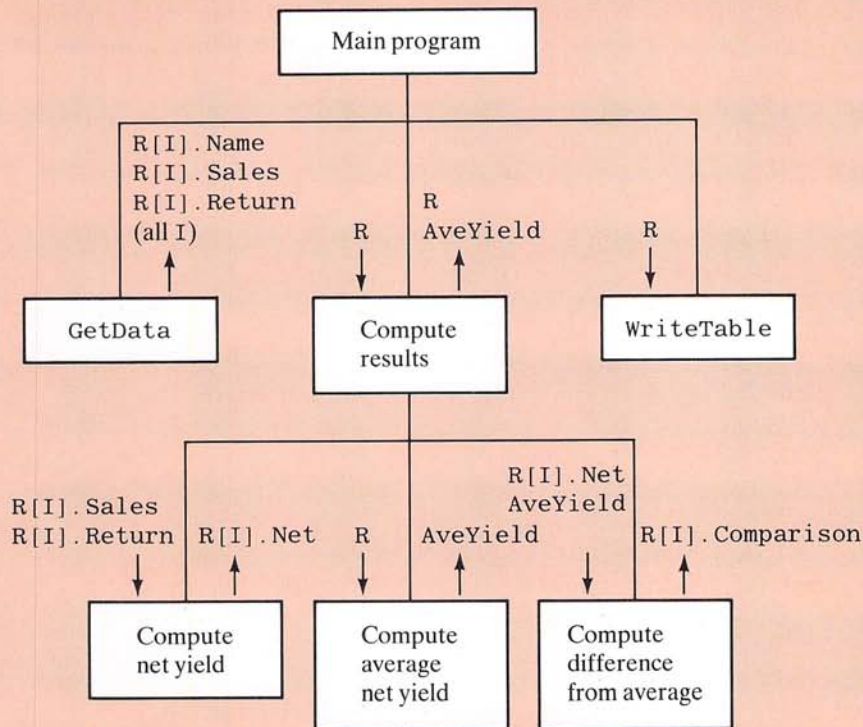 Main program
R[I].Name
R[I].Sales
R[I].Return
(all I)
R
R
AveYield
R
GetData
Compute
results
WriteTable
R[I].Sales
R[I].Return
R[I].Net
R
AveYield
R[I].Net
AveYield
R[I].Comparison
Compute
net yield
Compute
average
net yield
Compute
difference
from average